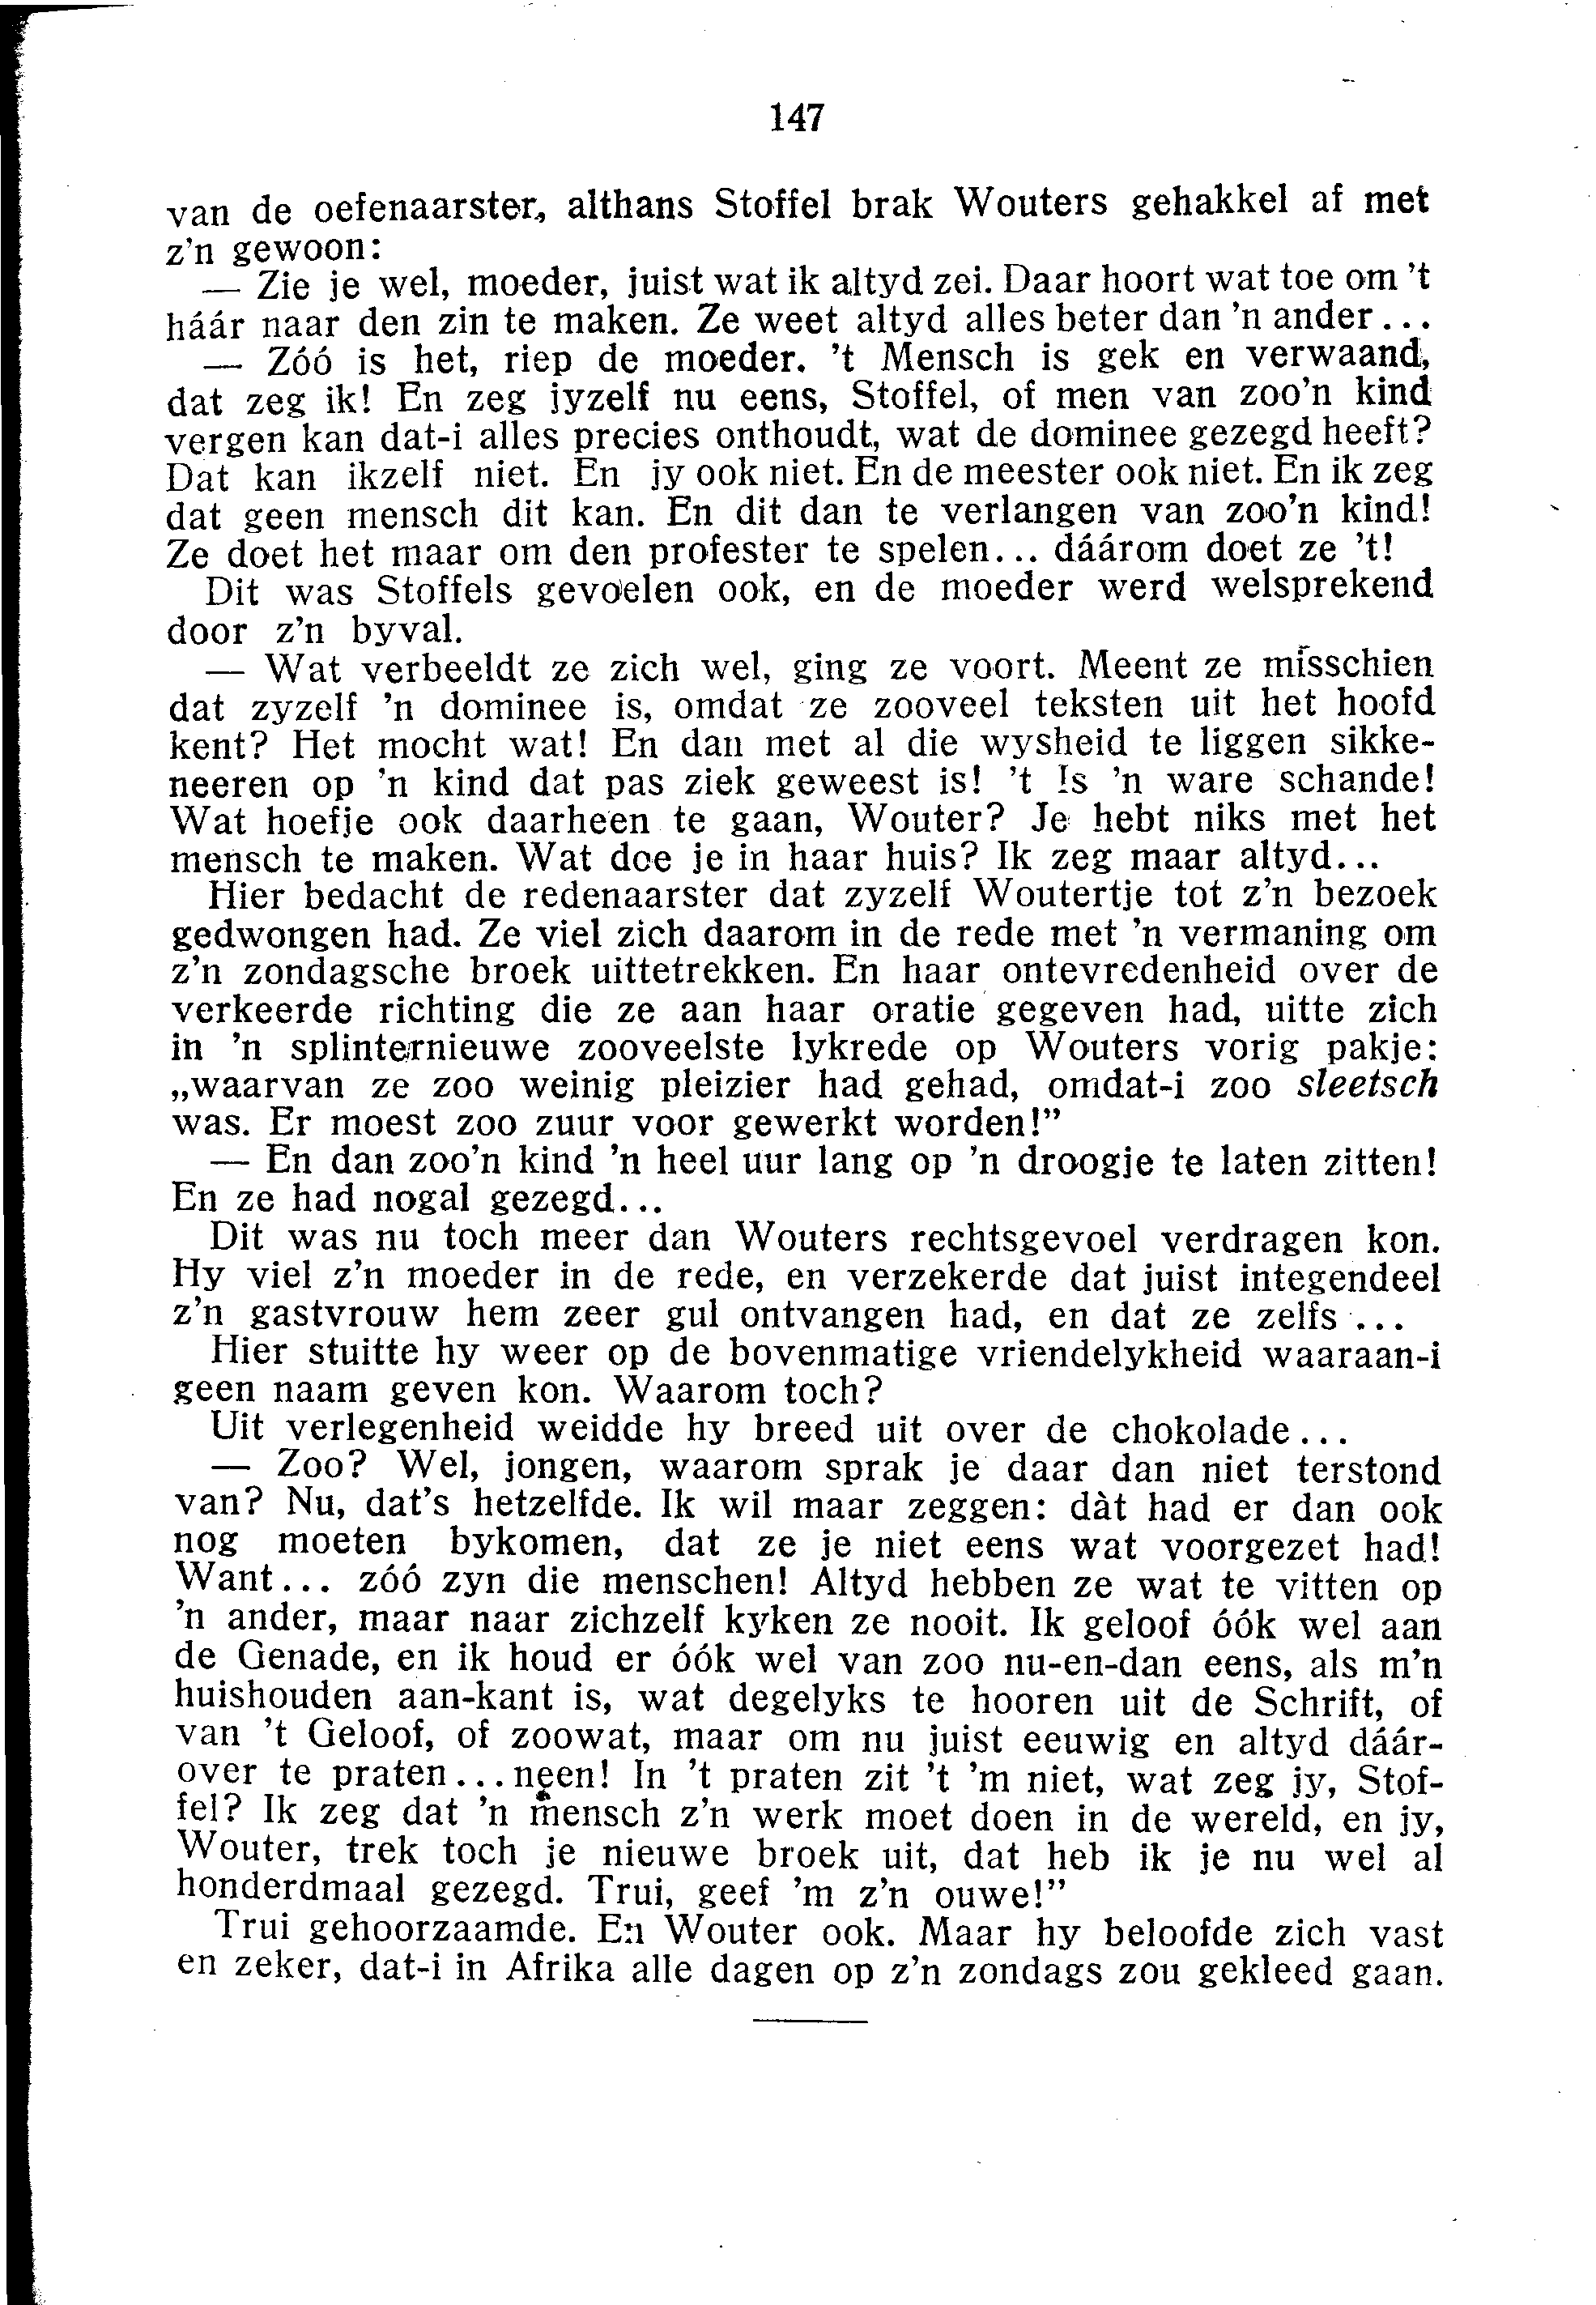 147
van de oefenaarster, althans Stoffel brak Wouters gehakkel af met
z'n gewoon:
— Zie je wel, moeder, juist wat ik altyd zei. Daar hoort wat toe om 't
háár naar den zin te maken. Ze weet altyd alles beter dan 'n ander...
— Zóó is het, riep de moeder. 't Mensch is gek en verwaand,
dat zeg ik! En zeg jyzelf nu eens, Stoffel, of men van zoo'n kind
vergen kan dat-i alles precies onthoudt, wat de dominee gezegd heeft?
Dat kan ikzelf niet. En jy ook niet. En de meester ook niet. En ik zeg
dat geen mensch dit kan. En dit dan te verlangen van zoo'n kind!
Ze doet het maar om den profester te spelen... dáárom doet ze 't!
Dit was Stoffels gevoelen ook, en de moeder werd welsprekend
door z'n byval.
— Wat verbeeldt ze zich wel, ging ze voort. Meent ze misschien
dat zyzelf 'n dominee is, omdat ze zooveel teksten uit het hoofd
kent? Het mocht wat! En dan met al die wysheid te liggen sikke-
neeren op 'n kind dat pas ziek geweest is! 't Is 'n ware schande!
Wat hoefje ook daarheen te gaan, Wouter? Je hebt niks met het
mensch te maken. Wat doe je in haar huis? Ik zeg maar altyd...
Hier bedacht de redenaarster dat zyzelf Woutertje tot z'n bezoek
gedwongen had. Ze viel zich daarom in de rede met 'n vermaning om
z'n zondagsche broek uittetrekken. En haar ontevredenheid over de
verkeerde richting die ze aan haar oratie gegeven had, uitte zich
in 'n splinternieuwe zooveelste lykrede op Wouters vorig pakje:
„waarvan ze zoo weinig pleizier had gehad, omdat-i zoo sleetsch
was. Er moest zoo zuur voor gewerkt worden!”
— En dan zoo'n kind 'n heel uur lang op 'n droogje te laten zitten!
En ze had nogal gezegd...
Dit was nu toch meer dan Wouters rechtsgevoel verdragen kon.
Hy viel z'n moeder in de rede, en verzekerde dat juist integendeel
z'n gastvrouw hem zeer gul ontvangen had, en dat ze zelfs ...
Hier stuitte hy weer op de bovenmatige vriendelykheid waaraan-i
geen naam geven kon. Waarom toch?
Uit verlegenheid weidde hy breed uit over de chokolade...
— Zoo? Wel, jongen, waarom sprak je daar dan niet terstond
van? Nu, dat's hetzelfde. Ik wil maar zeggen: dàt had er dan ook
nog moeten bykomen, dat ze je niet eens wat voorgezet had!
Want... zóó zyn die menschen! Altyd hebben ze wat te vitten op
'n ander, maar naar zichzelf kyken ze nooit. Ik geloof óók wel aan
de Genade, en ik houd er óók wel van zoo nu-en-dan eens, als m'n
huishouden aan-kant is, wat degelyks te hooren uit de Schrift, of
van 't Geloof, of zoowat, maar om nu juist eeuwig en altyd dáár-
over te praten...neen! In 't praten zit 't 'm niet, wat zeg jy, Stof-
fel? Ik zeg dat 'n mensch z'n werk moet doen in de wereld, en jy,
Wouter, trek toch je nieuwe broek uit, dat heb ik je nu wel al
honderdmaal gezegd. Trui, geef 'm z'n ouwe!”
Trui gehoorzaamde. En Wouter ook. Maar hy beloofde zich vast
en zeker, dat-i in Afrika alle dagen op z'n zondags zou gekleed gaan.